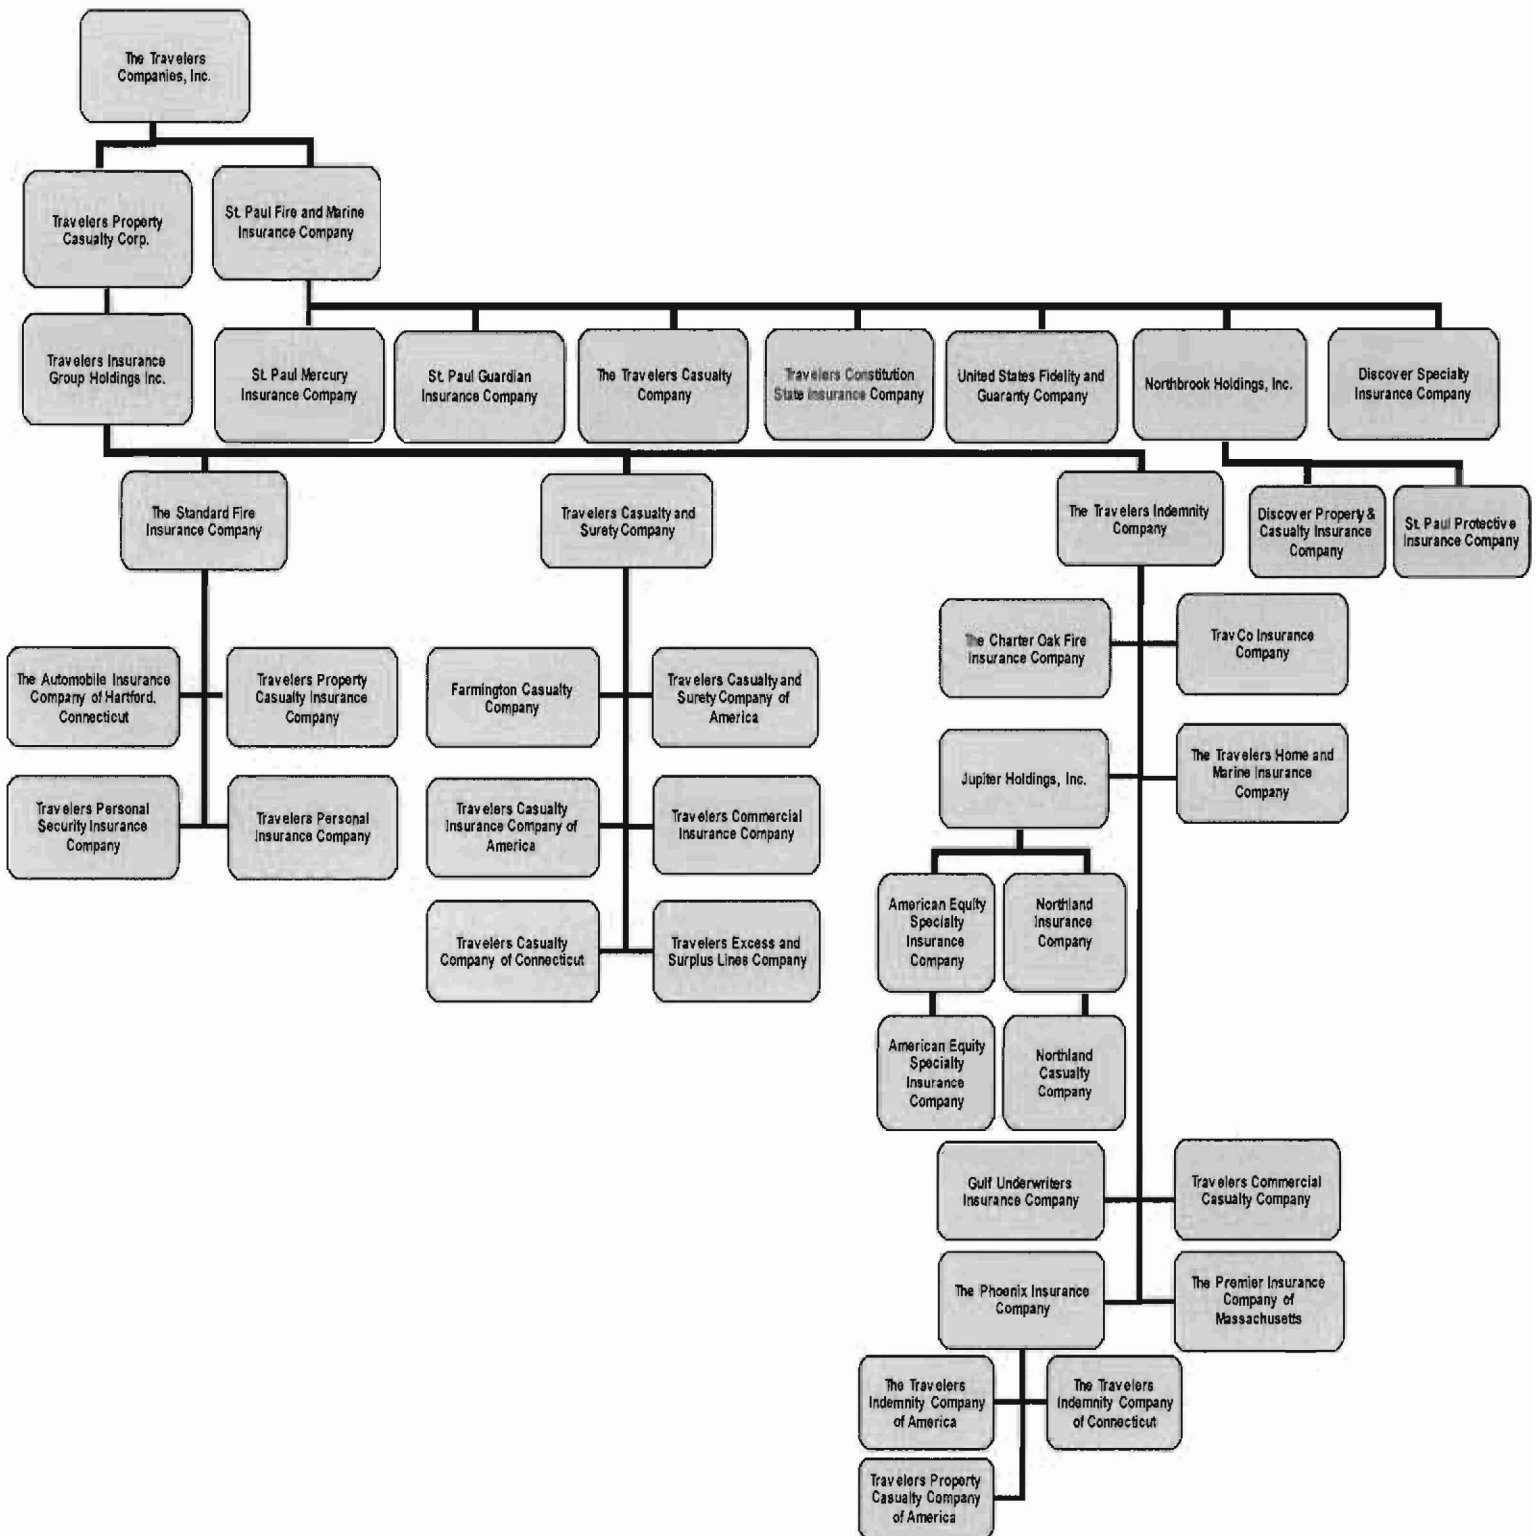 The Travelers
Companies, Inc.
Travelers Property
Casualty Corp.
St. Paul Fire and Marine
Insurance Company
Travelers Insurance
Group Holdings Inc.
St. Paul Mercury
Insurance Company
St. Paul Guardian
Insurance Company
The Travelers Casualty
Company
Travelers Constitution
State Insurance Company
United States Fidelity and
Guaranty Company
Northbrook Holdings, Inc.
Discover Specialty
Insurance Company
The Standard Fire
Insurance Company
Travelers Casualty and
Surety Company
The Travelers Indemnity
Company
Discover Property &
Casualty Insurance
Company
St. Paul Protective
Insurance Company
The Charter Oak Fire
Insurance Company
TravCo Insurance
Company
The Automobile Insurance
Company of Hartford,
Connecticut
Travelers Property
Casualty Insurance
Company
Farmington Casualty
Company
Travelers Casualty and
Surety Company of
America
Jupiter Holdings, Inc.
The Travelers Home and
Marine Insurance
Company
Travelers Personal
Security Insurance
Company
Travelers Personal
Insurance Company
Travelers Casualty
Insurance Company of
America
Travelers Commercial
Insurance Company
American Equity
Specialty
Insurance
Company
Northland
Insurance
Company
Travelers Casualty
Company of Connecticut
Travelers Excess and
Surplus Lines Company
American Equity
Specialty
Insurance
Company
Northland
Casualty
Company
Gulf Underwriters
Insurance Company
Travelers Commercial
Casualty Company
The Phoenix Insurance
Company
The Premier Insurance
Company of
Massachusetts
The Travelers
Indemnity Company
of America
The Travelers
Indemnity Company
of Connecticut
Travelers Property
Casualty Company
of America